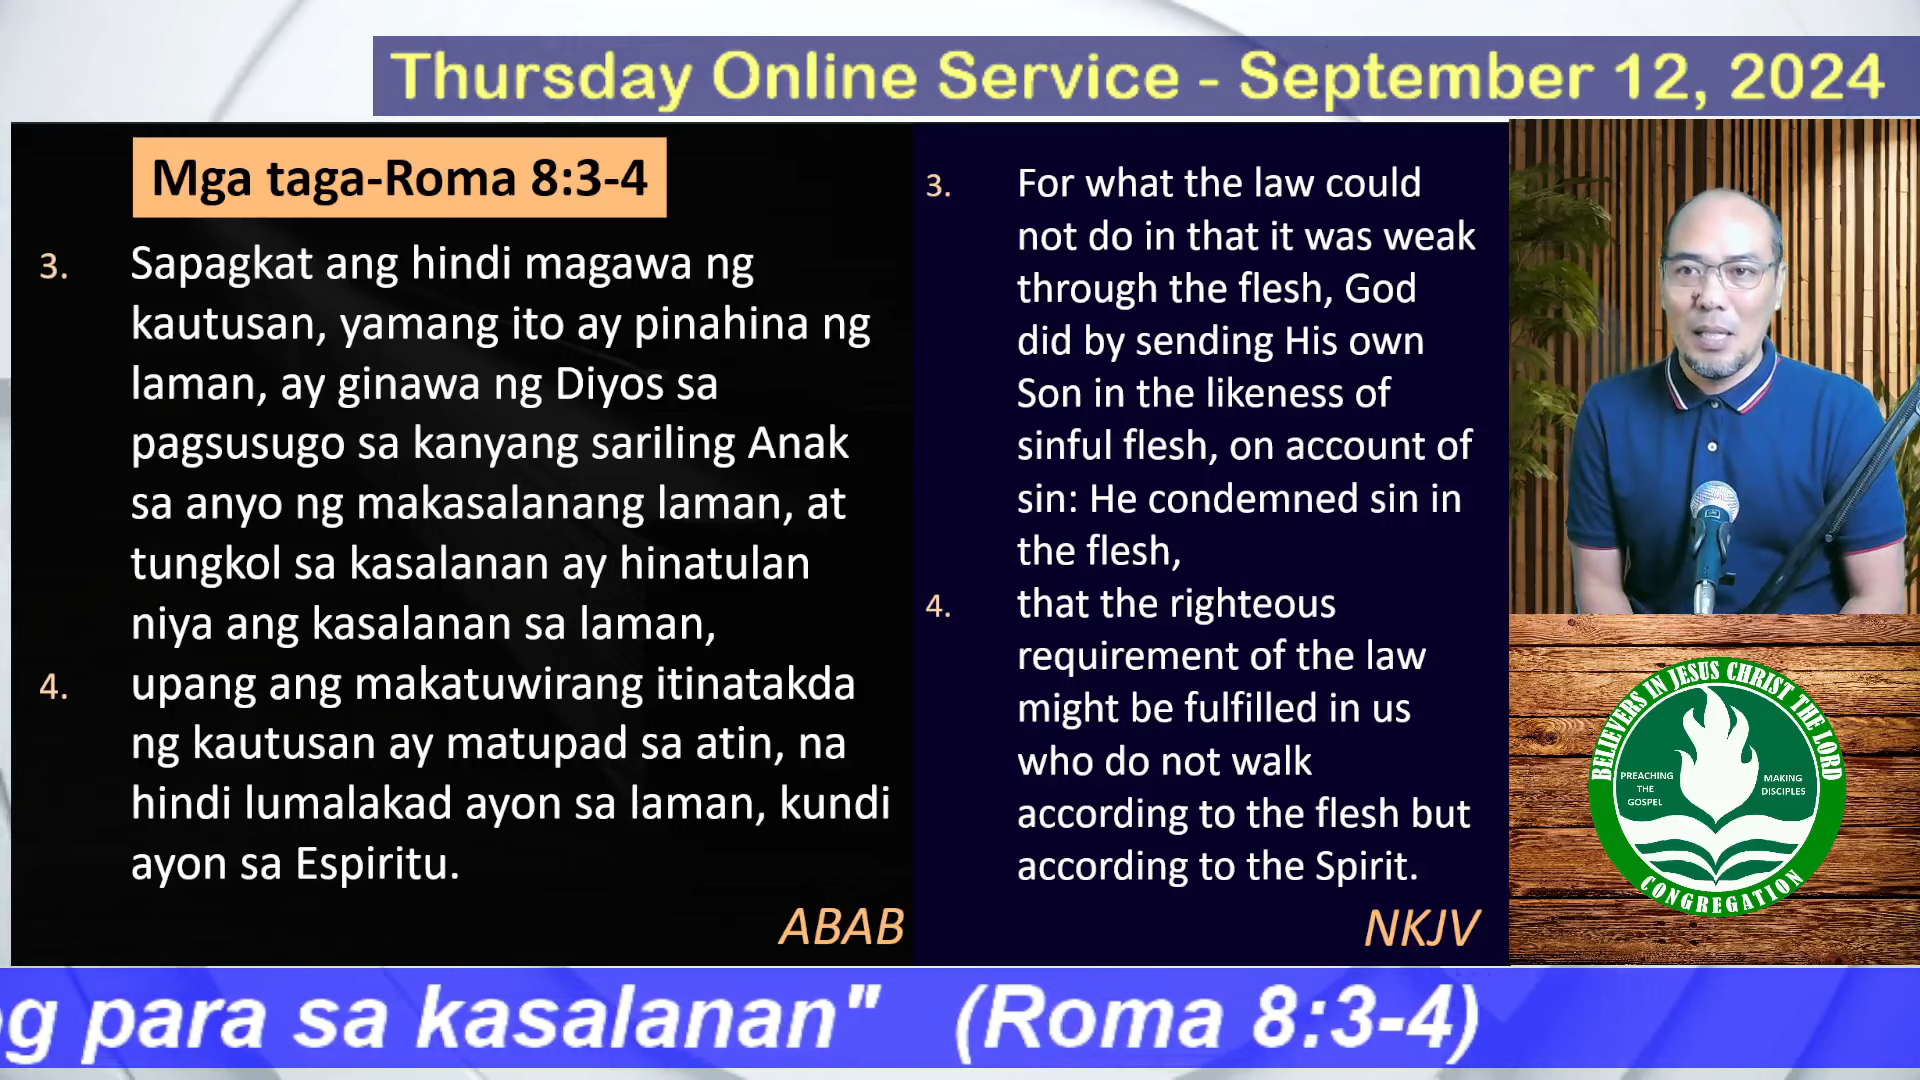 Thursday Online Service - September 12, 2024
Mga taga-Roma 8:3-4
3. Sapagkat ang hindi magawa ng
kautusan, yamang ito ay pinahina ng
laman, ay ginawa ng Diyos sa
pagsusugo sa kanyang sariling Anak
sa anyo ng makasalanang laman, at
tungkol sa kasalanan ay hinatulan
niya ang kasalanan sa laman,
4. upang ang makatuwirang itinatakda
ng kautusan ay matupad sa atin, na
hindi lumalakad ayon sa laman, kundi
ayon sa Espiritu.
ABAB
3. For what the law could
not do in that it was weak
through the flesh, God
did by sending His own
Son in the likeness of
sinful flesh, on account of
sin: He condemned sin in
the flesh,
4. that the righteous
requirement of the law
might be fulfilled in us
who do not walk
according to the flesh but
according to the Spirit.
NKJV
BELIEVERS IN JESUS CHRIST THE LORD
PREACHING
THE
GOSPEL
MAKING
DISCIPLES
CONGREGATION
para sa kasalanan" (Roma 8:3-4)